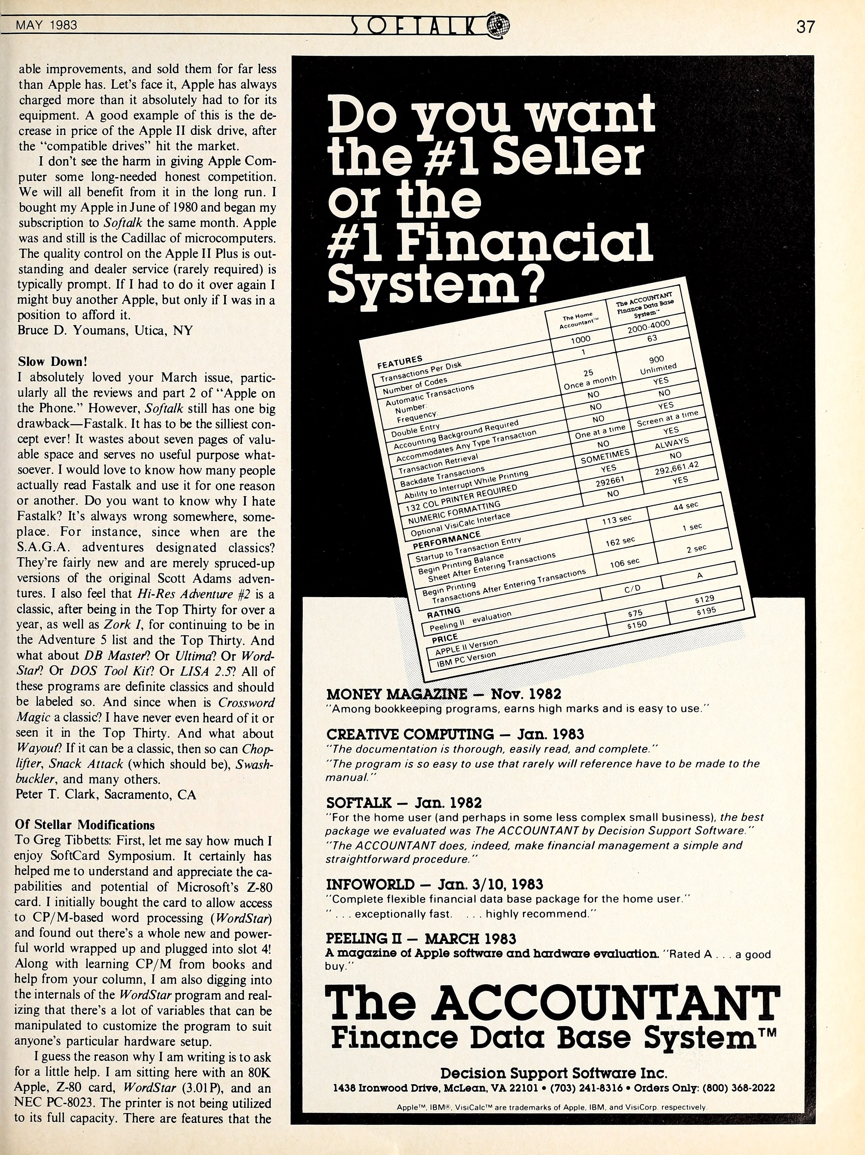 MAY 1983
SOFTALK
37
able improvements, and sold them for far less
than Apple has. Let's face it, Apple has always
charged more than it absolutely had to for its
equipment. A good example of this is the de-
crease in price of the Apple II disk drive, after
the "compatible drives" hit the market.
I don't see the harm in giving Apple Com-
puter some long-needed honest competition.
We will all benefit from it in the long run. I
bought my Apple in June of 1980 and began my
subscription to Softalk the same month. Apple
was and still is the Cadillac of microcomputers.
The quality control on the Apple II Plus is out-
standing and dealer service (rarely required) is
typically prompt. If I had to do it over again I
might buy another Apple, but only if I was in a
position to afford it.
Bruce D. Youmans, Utica, NY
Slow Down!
I absolutely loved your March issue, partic-
ularly all the reviews and part 2 of "Apple on
the Phone." However, Softalk still has one big
drawback—Fastalk. It has to be the silliest con-
cept ever! It wastes about seven pages of valu-
able space and serves no useful purpose what-
soever. I would love to know how many people
actually read Fastalk and use it for one reason
or another. Do you want to know why I hate
Fastalk? It's always wrong somewhere, some-
place. For instance, since when are the
S.A.G.A. adventures designated classics?
They're fairly new and are merely spruced-up
versions of the original Scott Adams adven-
tures. I also feel that Hi-Res Adventure #2 is a
classic, after being in the Top Thirty for over a
year, as well as Zork I, for continuing to be in
the Adventure 5 list and the Top Thirty. And
what about DB Master? Or Ultima? Or Word-
Star? Or DOS Tool Kit? Or LISA 2.5? All of
these programs are definite classics and should
be labeled so. And since when is Crossword
Magic a classic? I have never even heard of it or
seen it in the Top Thirty. And what about
Wayout? If it can be a classic, then so can Chop-
lifter, Snack Attack (which should be), Swash-
buckler, and many others.
Peter T. Clark, Sacramento, CA
Of Stellar Modifications
To Greg Tibbetts: First, let me say how much I
enjoy SoftCard Symposium. It certainly has
helped me to understand and appreciate the ca-
pabilities and potential of Microsoft's Z-80
card. I initially bought the card to allow access
to CP/M-based word processing (WordStar)
and found out there's a whole new and power-
ful world wrapped up and plugged into slot 4!
Along with learning CP/M from books and
help from your column, I am also digging into
the internals of the WordStar program and real-
izing that there's a lot of variables that can be
manipulated to customize the program to suit
anyone's particular hardware setup.
I guess the reason why I am writing is to ask
for a little help. I am sitting here with an 80K
Apple, Z-80 card, WordStar (3.01P), and an
NEC PC-8023. The printer is not being utilized
to its full capacity. There are features that the
Do you want
the #1 Seller
or the
#1 Financial
System?
The Home
Accountant™
The ACCOUNTANT
Finance Data Base
System™
FEATURES
Transactions Per Disk 1000 2000-4000
Number of Codes 1 63
Automatic Transactions
Number 25 900
Frequency Once a month Unlimited
Double Entry NO YES
Accounting Background Required NO NO
Accommodates Any Type Transaction NO YES
Transaction Retrieval One at a time Screen at a time
Backdate Transactions NO YES
Ability to Interrupt While Printing SOMETIMES ALWAYS
132 COL PRINTER REQUIRED YES NO
NUMERIC FORMATTING 292661 292,661.42
Optional VisiCalc Interface NO YES
PERFORMANCE
Startup to Transaction Entry 113 sec 44 sec
Begin Printing Balance
Sheet After Entering Transactions 162 sec 1 sec
Begin Printing
Transactions After Entering Transactions 106 sec 2 sec
RATING
Peeling II evaluation C/D A
PRICE
APPLE II Version $75 $129
IBM PC Version $150 $195
MONEY MAGAZINE — Nov. 1982
"Among bookkeeping programs, earns high marks and is easy to use."
CREATIVE COMPUTING — Jan. 1983
"The documentation is thorough, easily read, and complete."
"The program is so easy to use that rarely will reference have to be made to the
manual."
SOFTALK — Jan. 1982
"For the home user (and perhaps in some less complex small business), the best
package we evaluated was The ACCOUNTANT by Decision Support Software."
"The ACCOUNTANT does, indeed, make financial management a simple and
straightforward procedure."
INFOWORLD — Jan. 3/10, 1983
"Complete flexible financial data base package for the home user."
" . . . exceptionally fast. . . . highly recommend."
PEELING II — MARCH 1983
A magazine of Apple software and hardware evaluation. "Rated A . . . a good
buy."
The ACCOUNTANT
Finance Data Base System™
Decision Support Software Inc.
1438 Ironwood Drive, McLean, VA 22101 • (703) 241-8316 • Orders Only: (800) 368-2022
Apple™, IBM®, VisiCalc™ are trademarks of Apple, IBM, and VisiCorp. respectively.